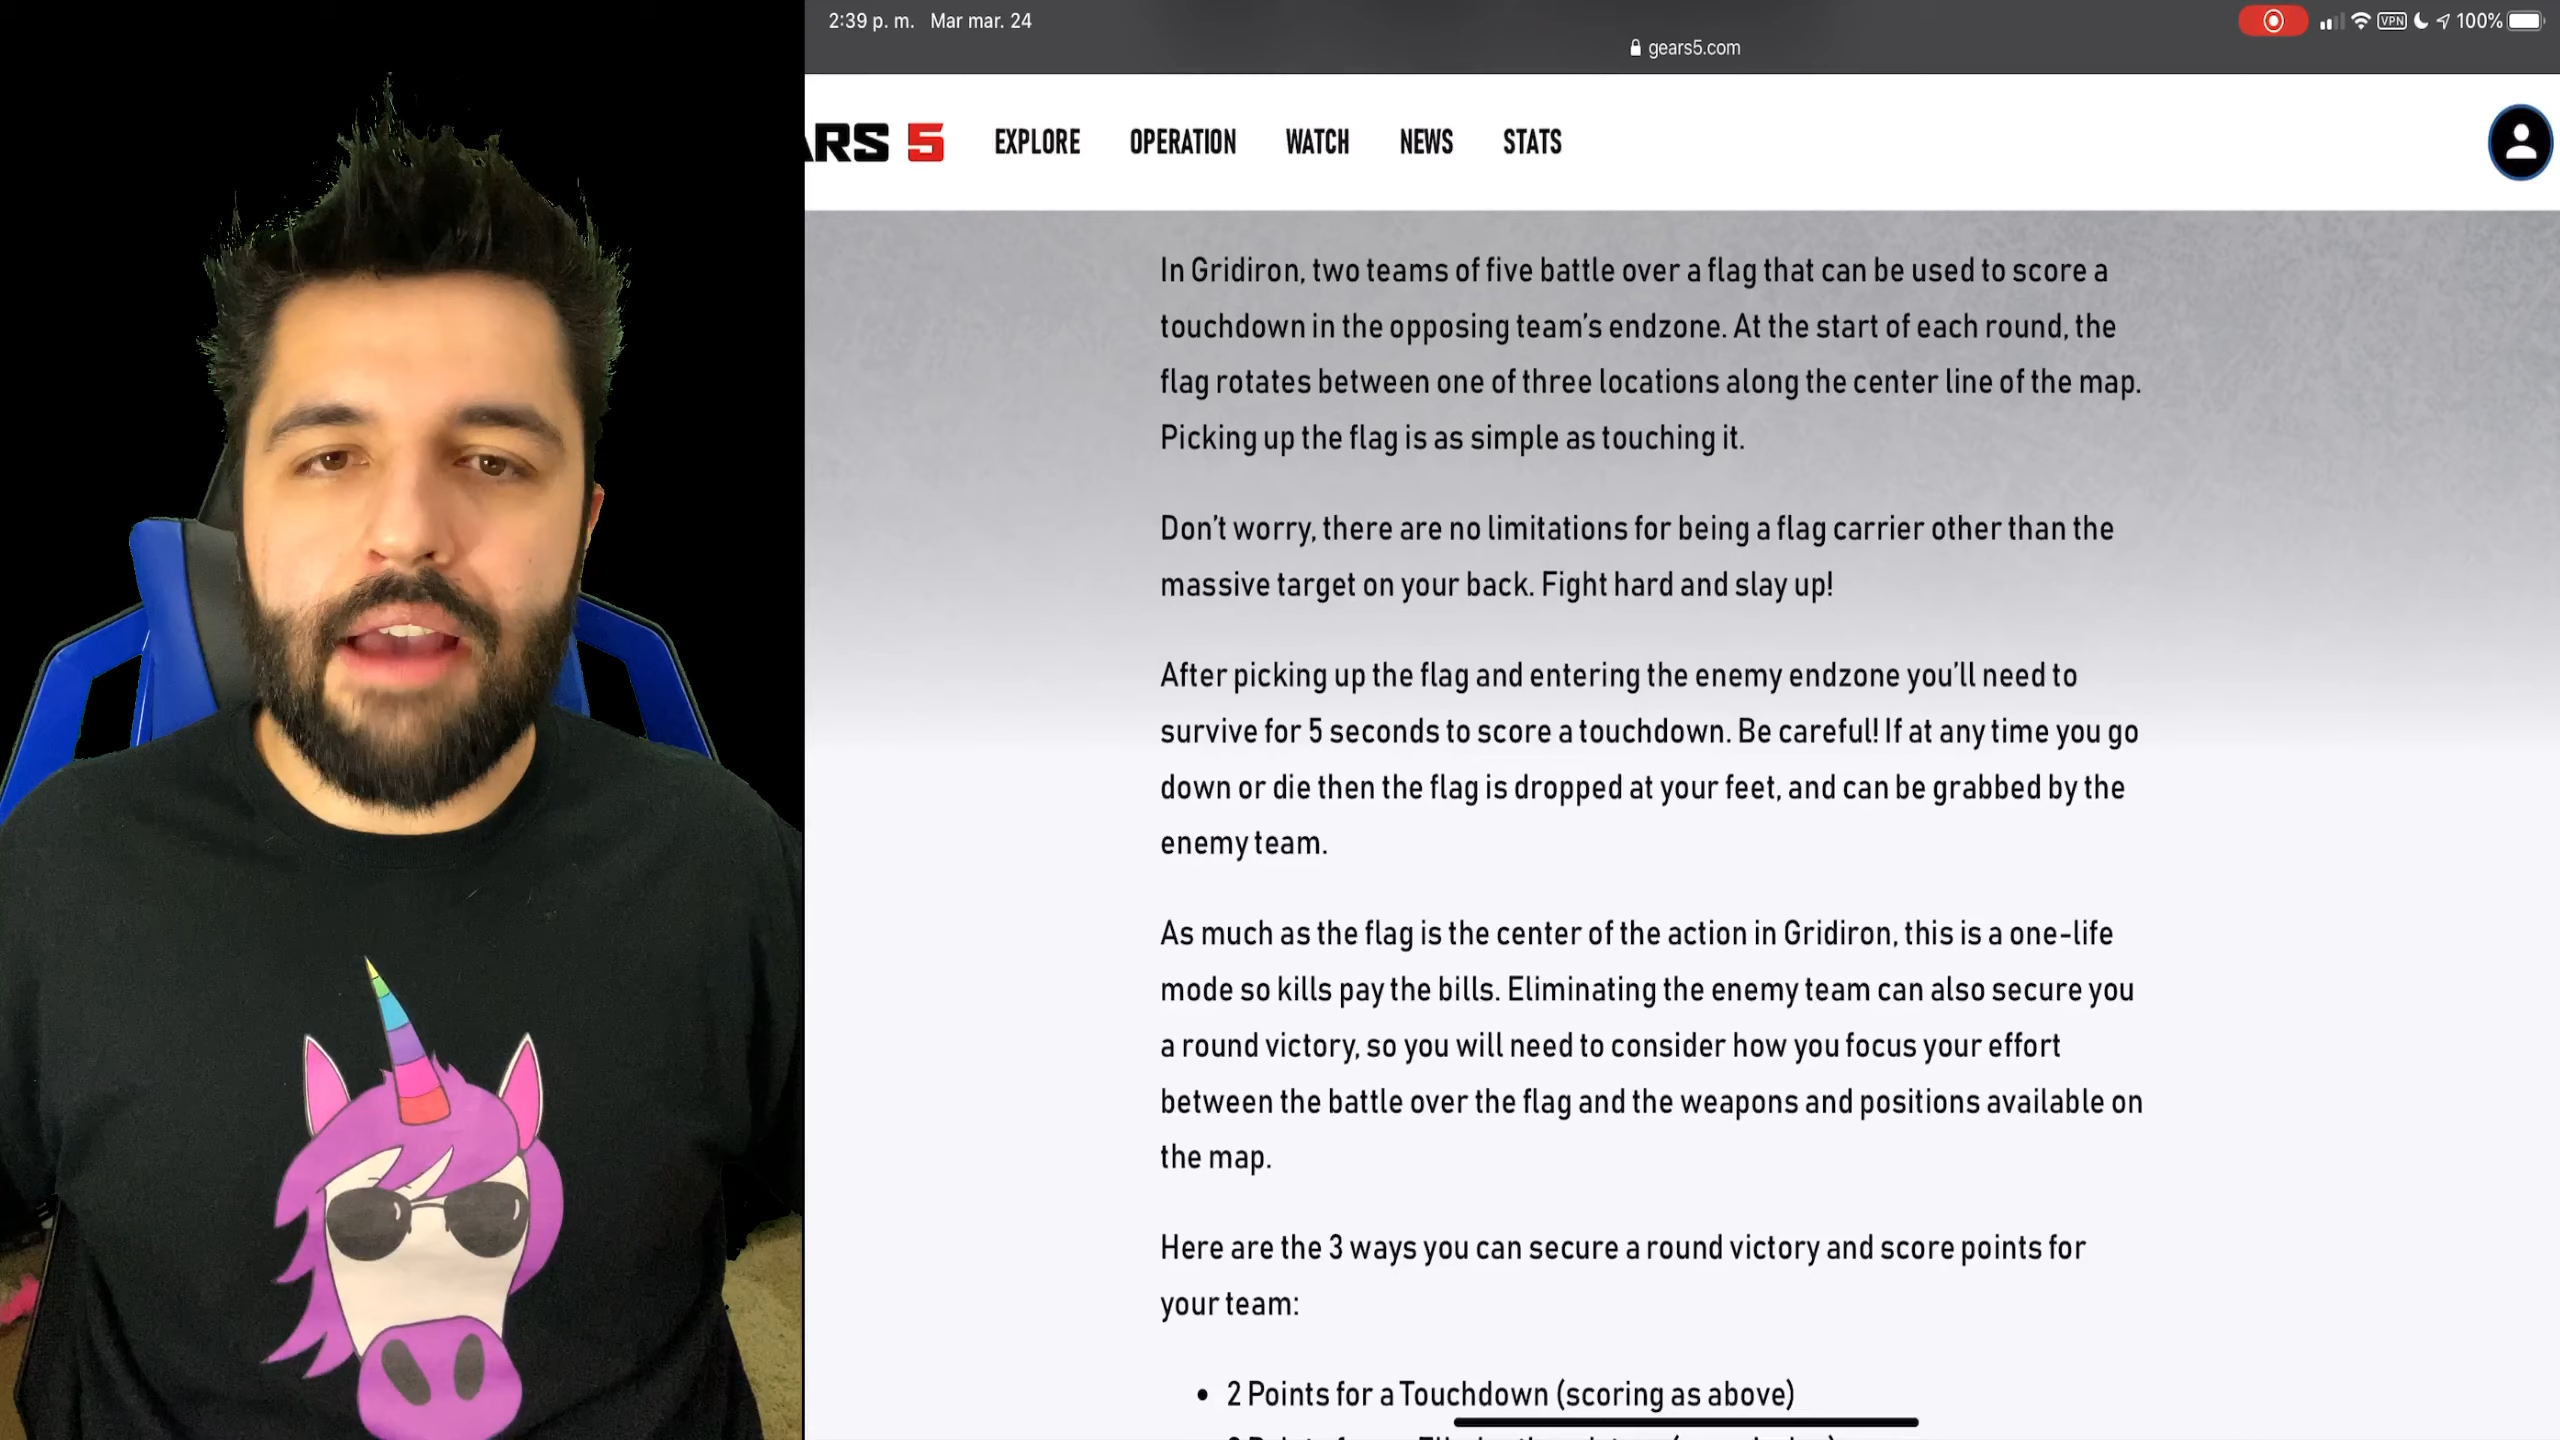 2:39 p. m. Mar mar. 24
VPN 100%
gears5.com
ARS 5 EXPLORE OPERATION WATCH NEWS STATS
In Gridiron, two teams of five battle over a flag that can be used to score a
touchdown in the opposing team's endzone. At the start of each round, the
flag rotates between one of three locations along the center line of the map.
Picking up the flag is as simple as touching it.
Don't worry, there are no limitations for being a flag carrier other than the
massive target on your back. Fight hard and slay up!
After picking up the flag and entering the enemy endzone you'll need to
survive for 5 seconds to score a touchdown. Be careful! If at any time you go
down or die then the flag is dropped at your feet, and can be grabbed by the
enemy team.
As much as the flag is the center of the action in Gridiron, this is a one-life
mode so kills pay the bills. Eliminating the enemy team can also secure you
a round victory, so you will need to consider how you focus your effort
between the battle over the flag and the weapons and positions available on
the map.
Here are the 3 ways you can secure a round victory and score points for
your team:
• 2 Points for a Touchdown (scoring as above)